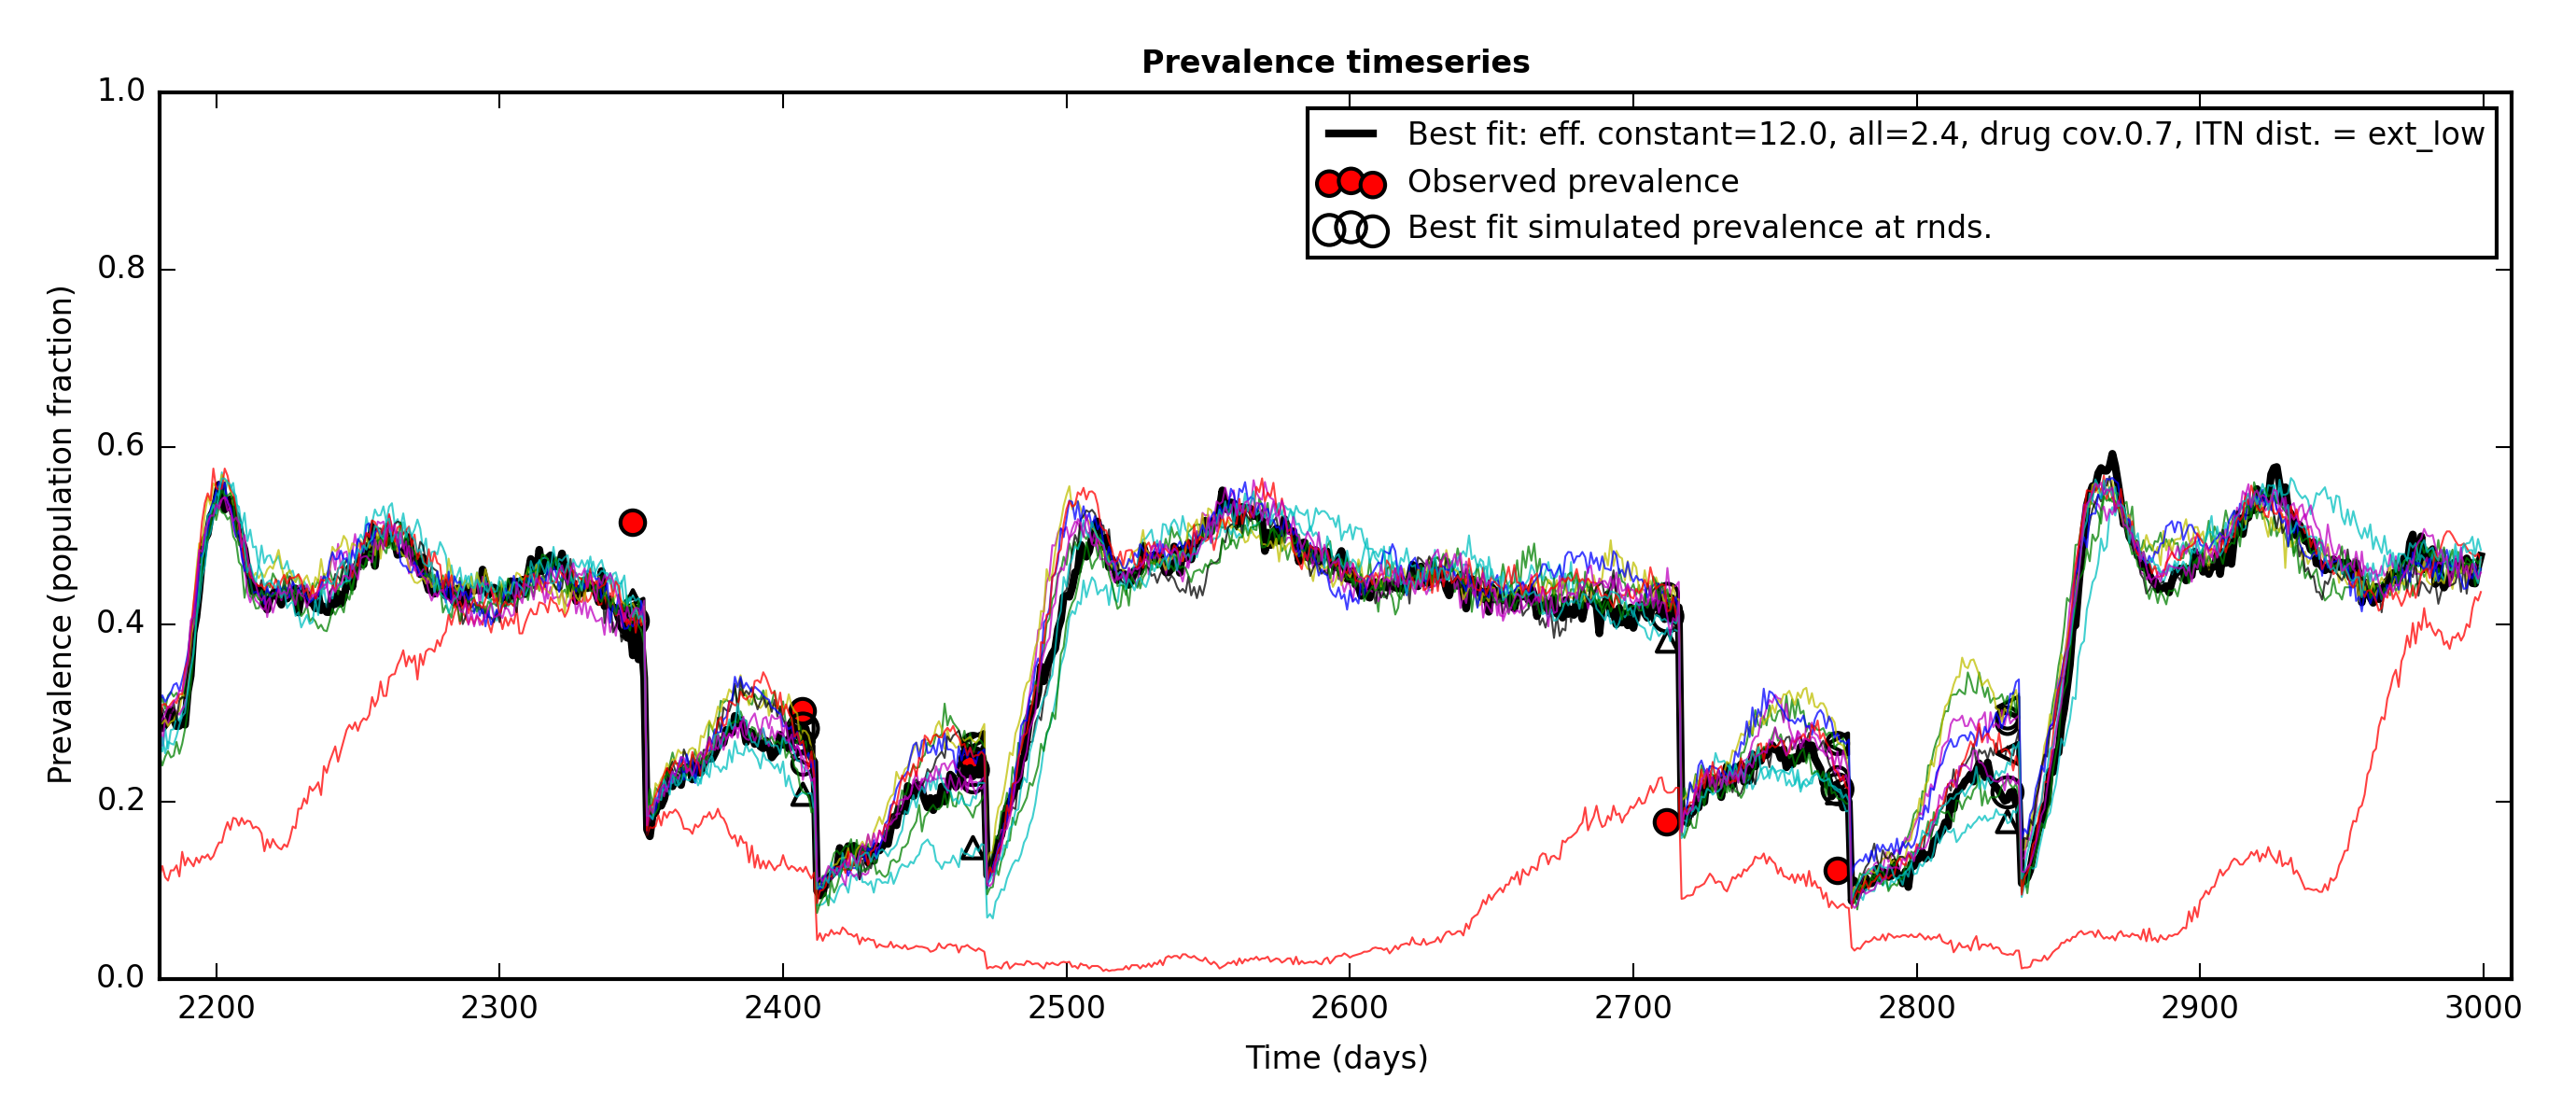 Prevalence timeseries
Prevalence (population fraction)
1.0
0.8
0.6
0.4
0.2
0.0
Best fit: eff. constant=12.0, all=2.4, drug cov.0.7, ITN dist. = ext_low
Observed prevalence
Best fit simulated prevalence at rnds.
2200 2300 2400 2500 2600 2700 2800 2900 3000
Time (days)